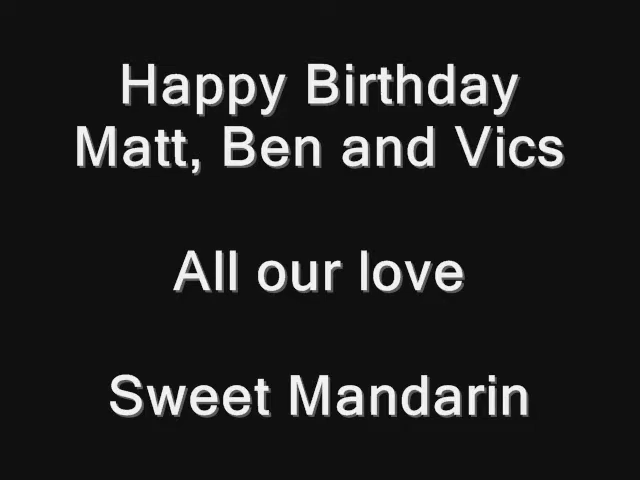 Happy Birthday
Matt, Ben and Vics
All our love
Sweet Mandarin